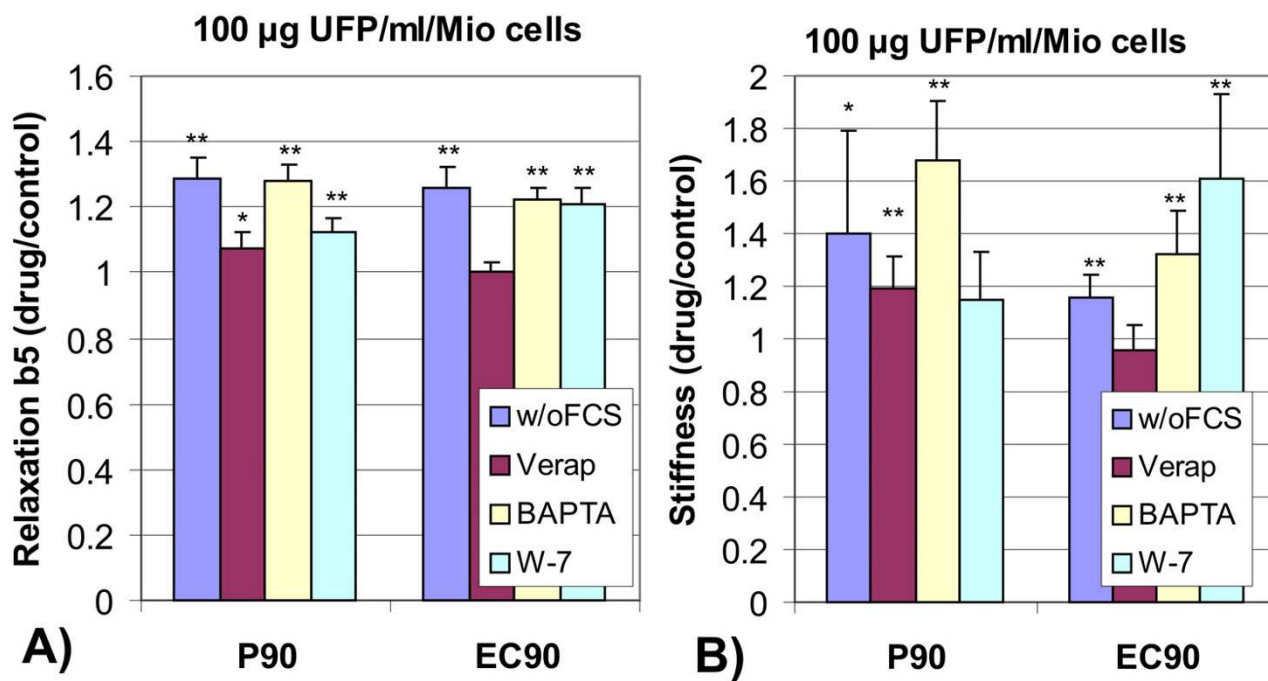 100 µg UFP/ml/Mio cells
Relaxation b5 (drug/control)
1.6
1.4
1.2
1
0.8
0.6
0.4
0.2
0
** * ** ** ** ** **
w/oFCS
Verap
BAPTA
W-7
P90 EC90
A)
100 µg UFP/ml/Mio cells
Stiffness (drug/control)
2
1.8
1.6
1.4
1.2
1
0.8
0.6
0.4
0.2
0
* ** ** ** ** **
w/oFCS
Verap
BAPTA
W-7
P90 EC90
B)